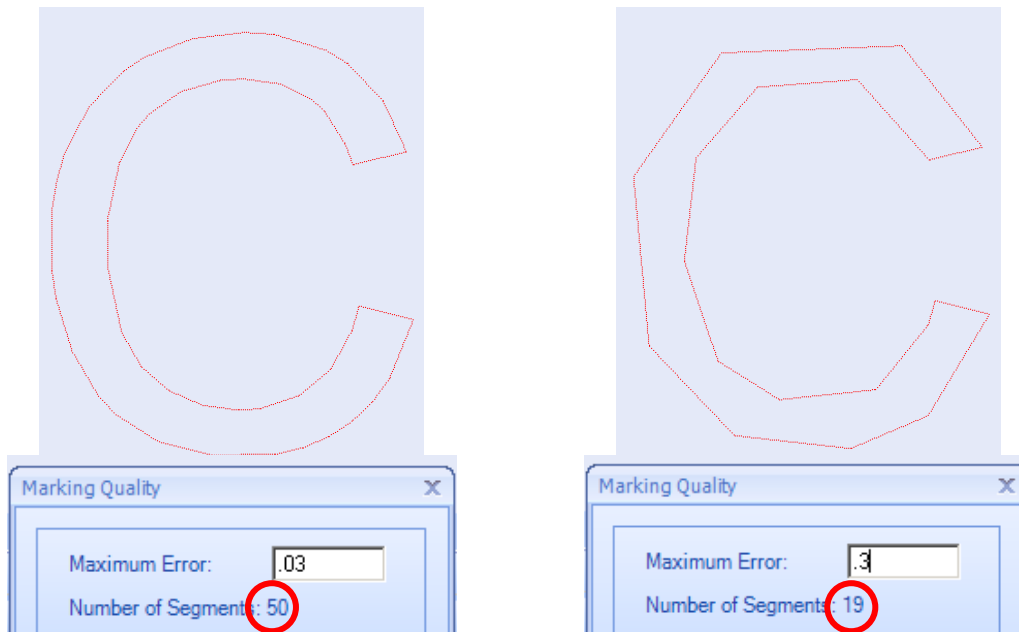 Marking Quality X
Maximum Error: .03
Number of Segments: 50
Marking Quality X
Maximum Error: .3
Number of Segments: 19